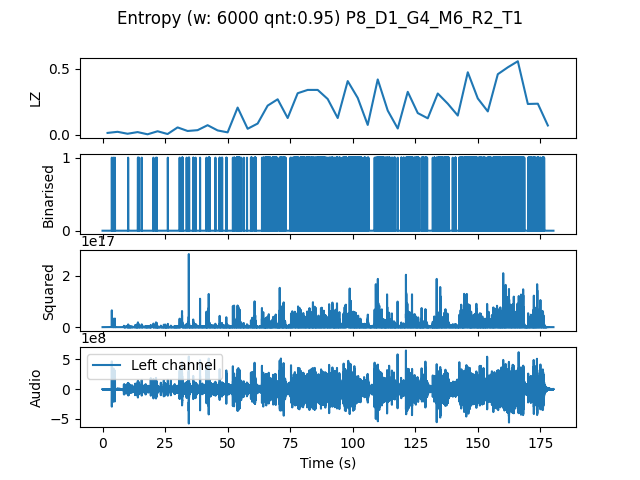 Entropy (w: 6000 qnt:0.95) P8_D1_G4_M6_R2_T1
0.5
LZ
0.0
1
Binarised
0
1e17
2
Squared
0
1e8
5
Left channel
Audio
0
−5
0 25 50 75 100 125 150 175
Time (s)